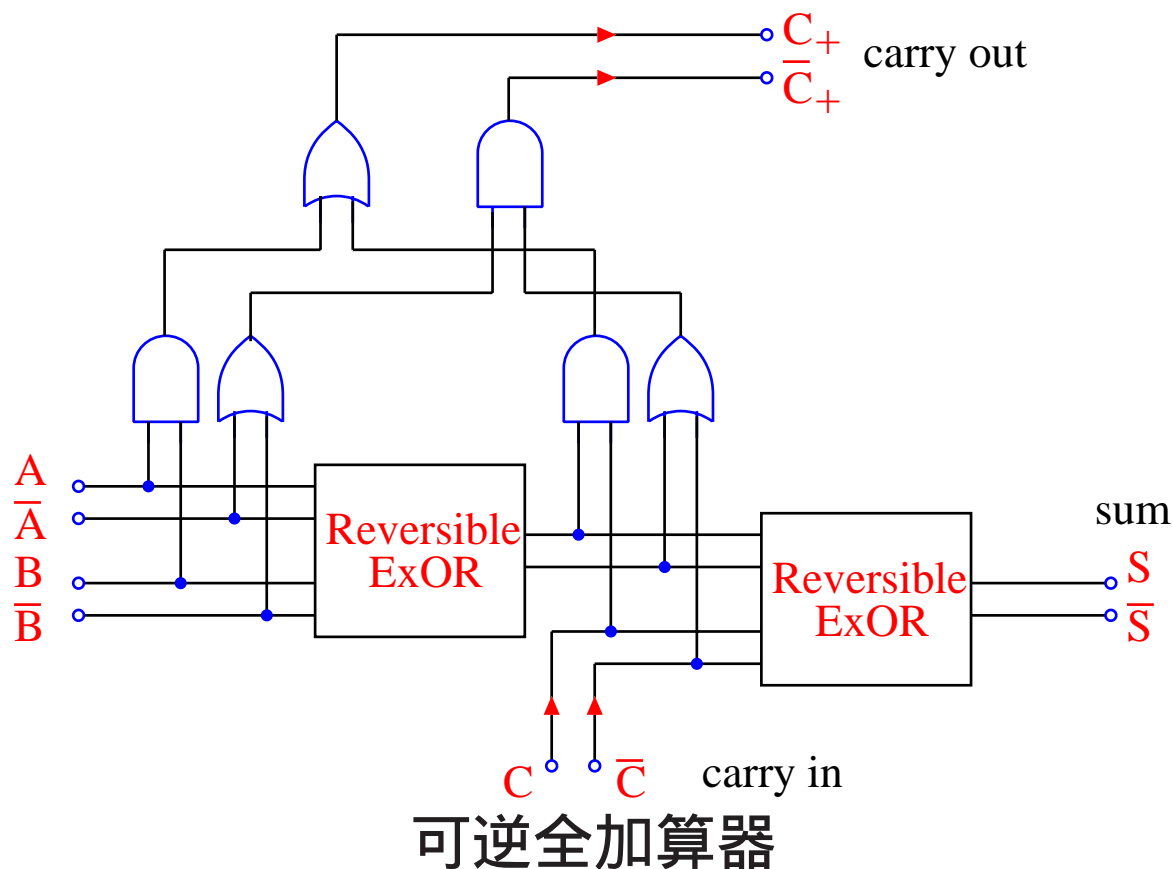 C₊
C̅₊
carry out
A
A̅
B
B̅
Reversible
ExOR
Reversible
ExOR
sum
S
S̅
C
C̅
carry in
可逆全加算器